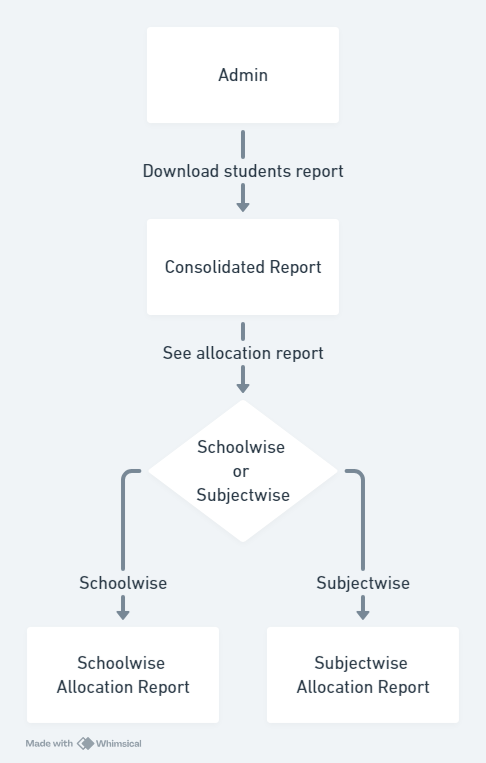 Admin
Download students report
Consolidated Report
See allocation report
Schoolwise
or
Subjectwise
Schoolwise
Subjectwise
Schoolwise
Allocation Report
Subjectwise
Allocation Report
Made with Whimsical